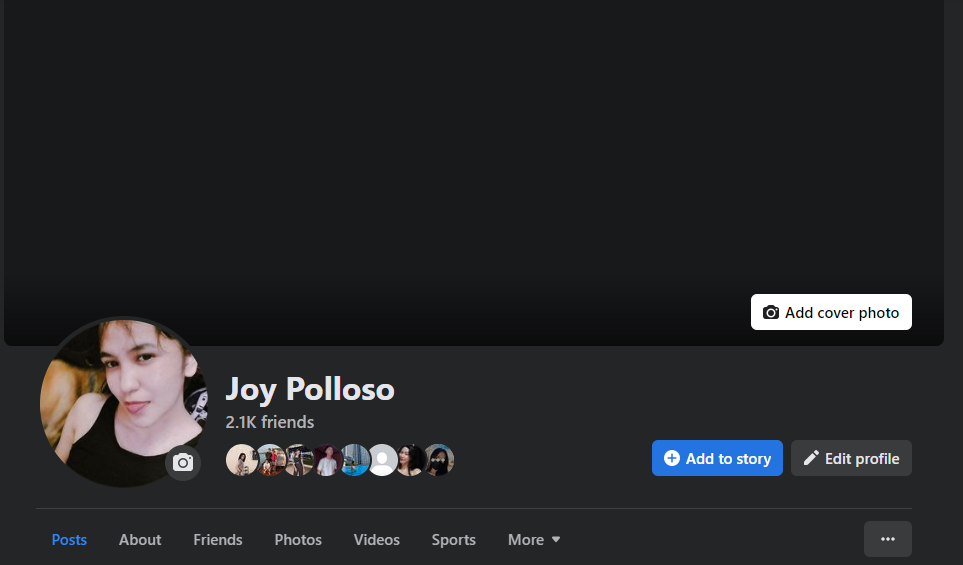 Add cover photo
Joy Polloso
2.1K friends
Add to story
Edit profile
Posts
About
Friends
Photos
Videos
Sports
More